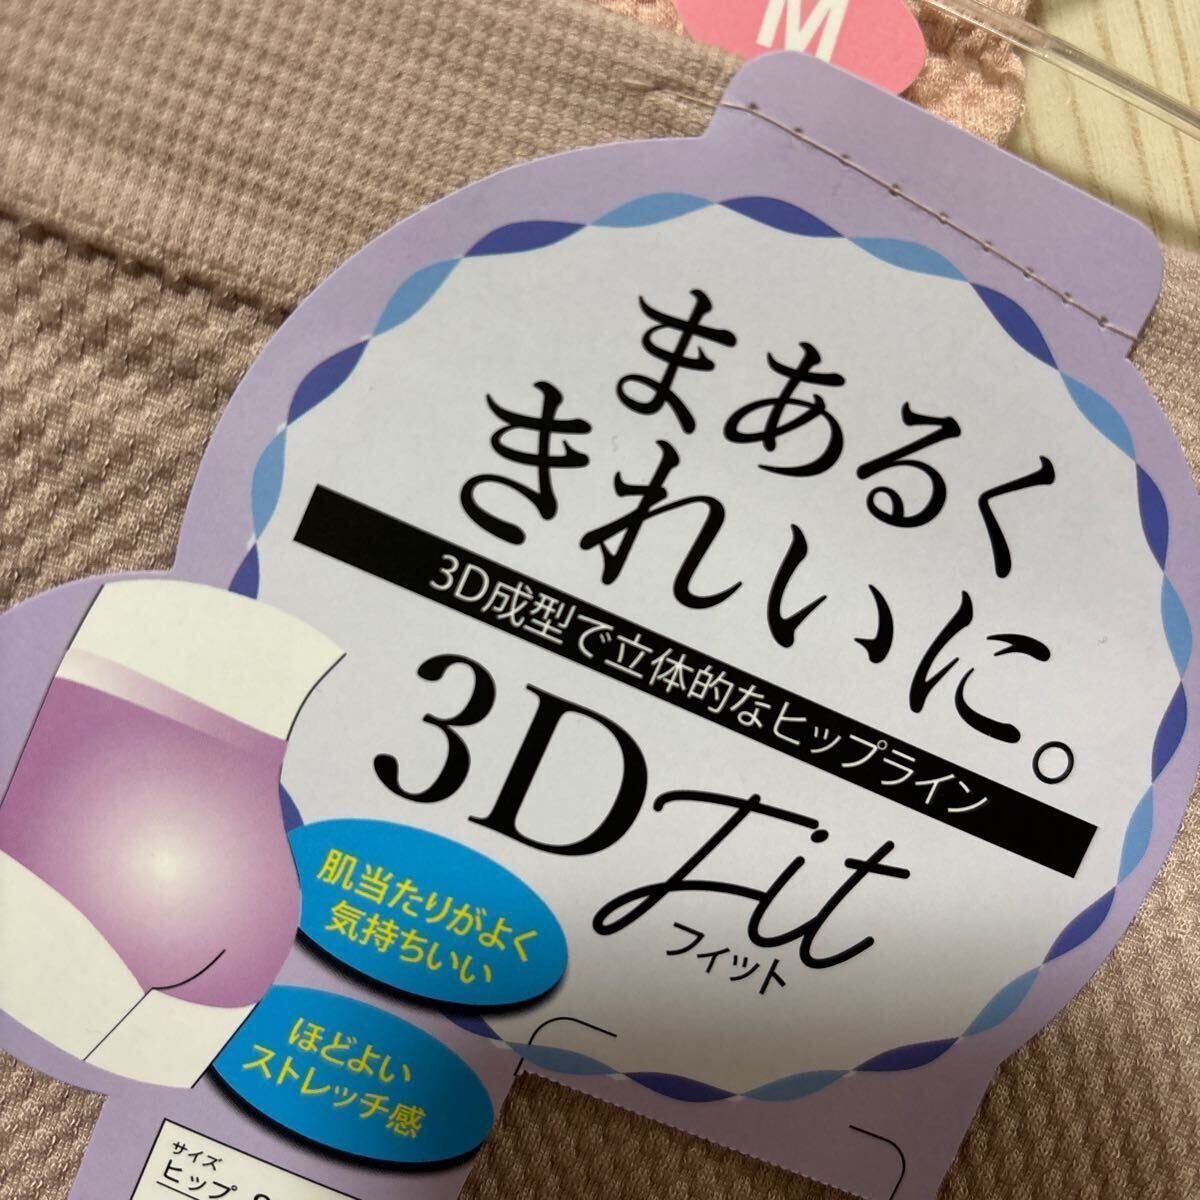 M
まあるく
きれいに。
3D成型で立体的なヒップライン
3D Fit
フィット
肌当たりがよく
気持ちいい
ほどよい
ストレッチ感
サイズ
ヒップ